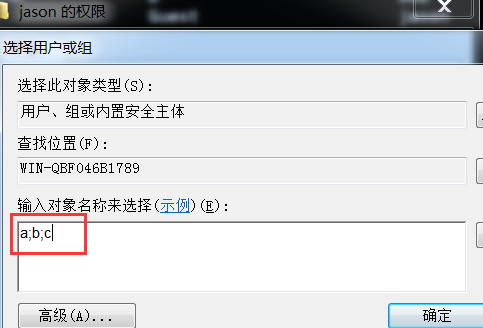 jason 的权限
Guest
选择用户或组
选择此对象类型(S):
用户、组或内置安全主体
查找位置(F):
WIN-QBF046B1789
输入对象名称来选择(示例)(E):
a;b;c
高级(A)...
确定